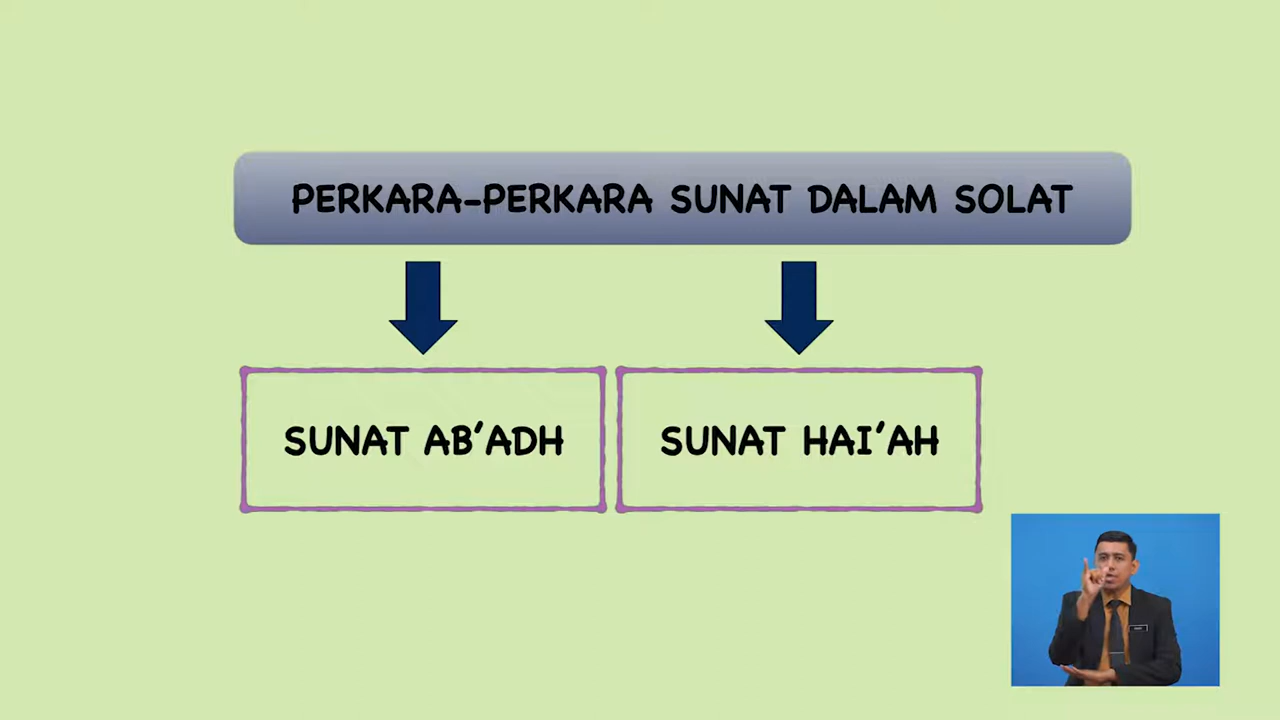 PERKARA-PERKARA SUNAT DALAM SOLAT
SUNAT AB'ADH
SUNAT HAI'AH